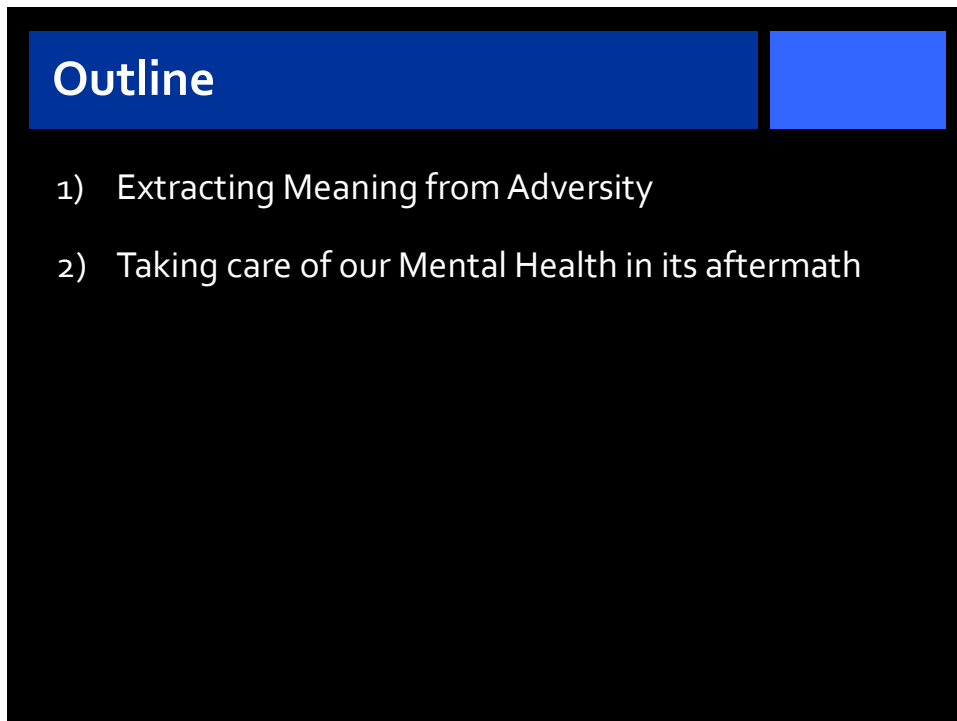 Outline
1) Extracting Meaning from Adversity
2) Taking care of our Mental Health in its aftermath